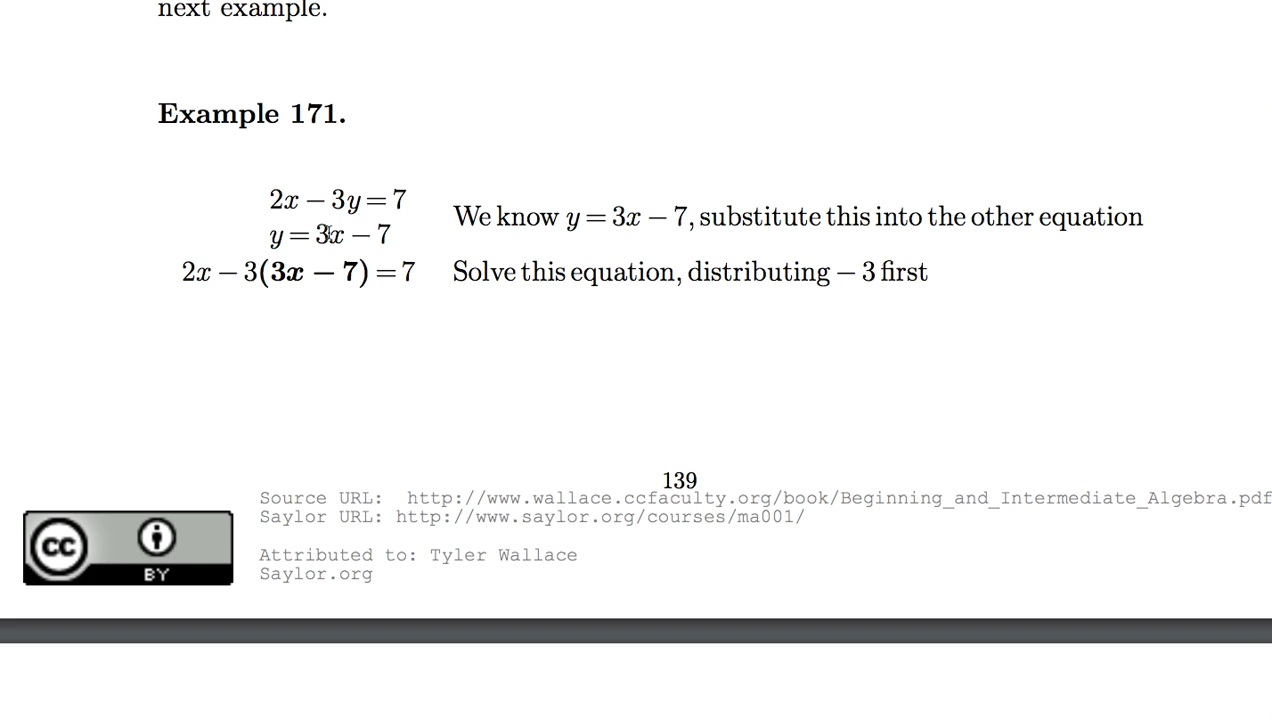 next example.
Example 171.
2x − 3y = 7
y = 3x − 7
We know y = 3x − 7, substitute this into the other equation
2x − 3(3x − 7) = 7 Solve this equation, distributing − 3 first
139
Source URL: http://www.wallace.ccfaculty.org/book/Beginning_and_Intermediate_Algebra.pdf
Saylor URL: http://www.saylor.org/courses/ma001/
Attributed to: Tyler Wallace
Saylor.org
cc
BY